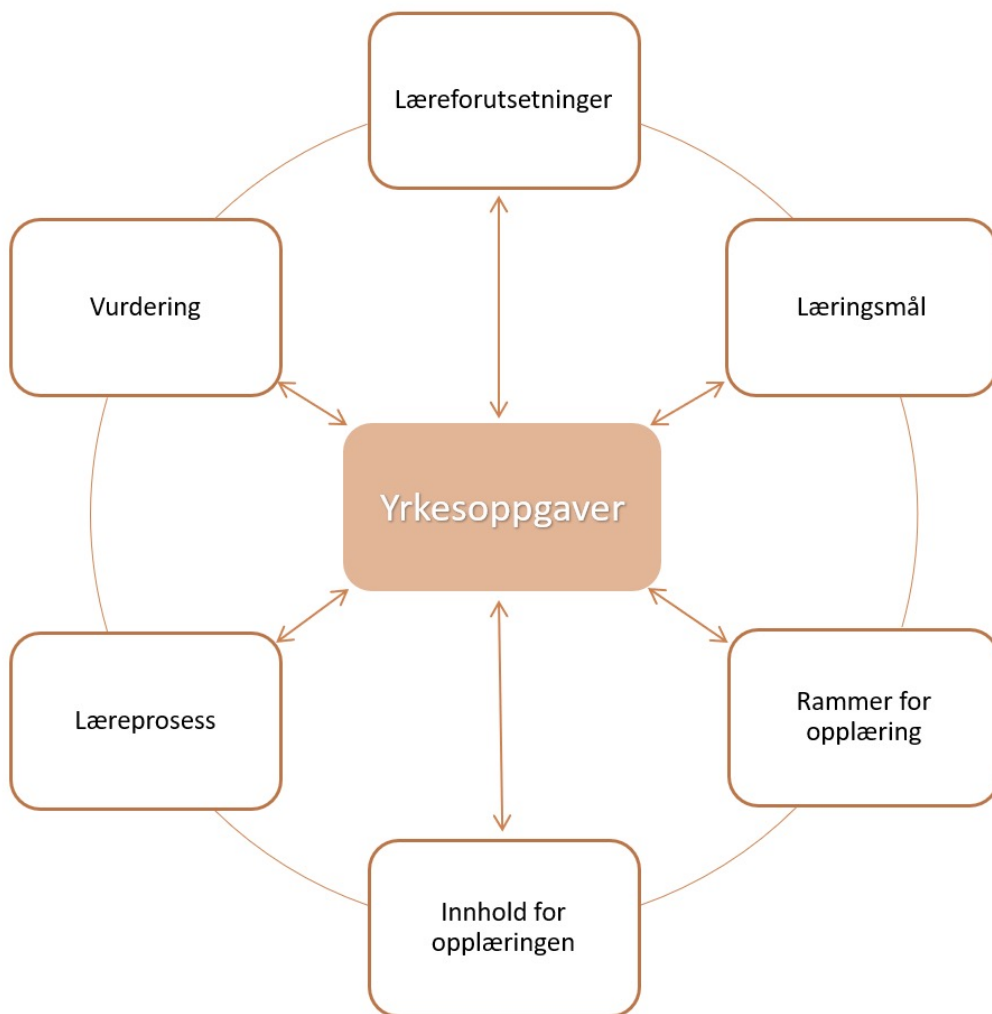 Læreforutsetninger
Vurdering
Læringsmål
Yrkesoppgaver
Læreprosess
Rammer for
opplæring
Innhold for
opplæringen